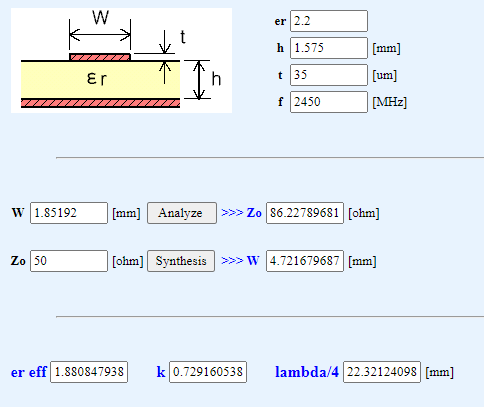 W
t
εr
h
er 2.2
h 1.575 [mm]
t 35 [um]
f 2450 [MHz]
W 1.85192 [mm] Analyze >>> Zo 86.22789681 [ohm]
Zo 50 [ohm] Synthesis >>> W 4.721679687 [mm]
er eff 1.880847938 k 0.729160538 lambda/4 22.32124098 [mm]